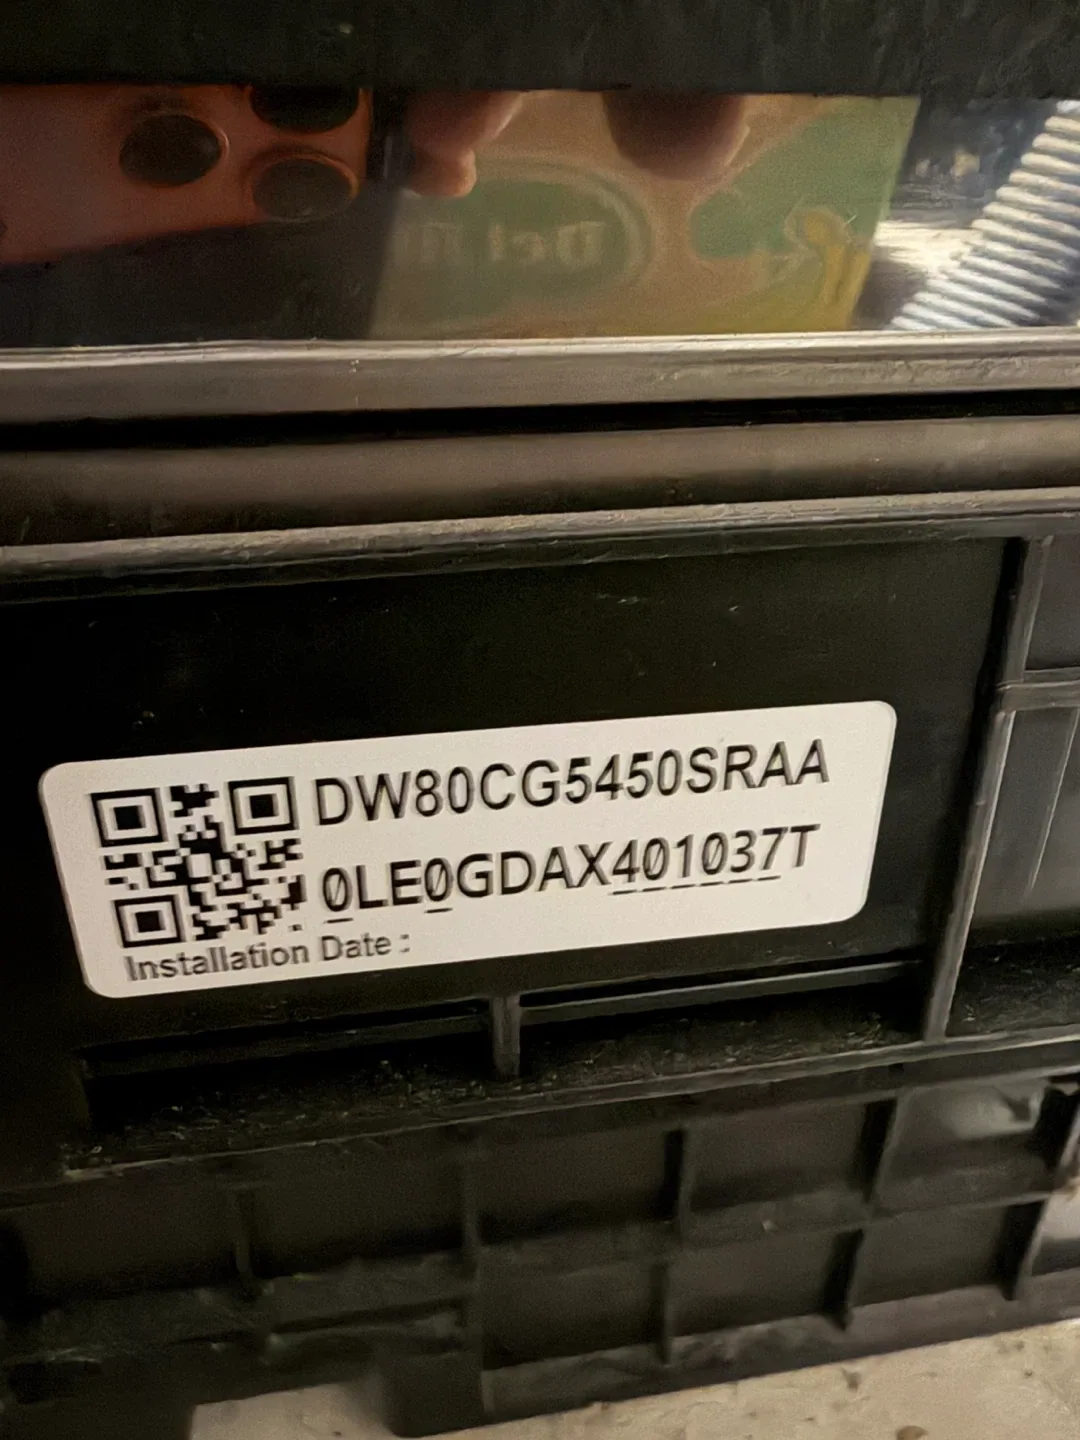 DW80CG5450SRAA
0LE0GDAX401037T
Installation Date :